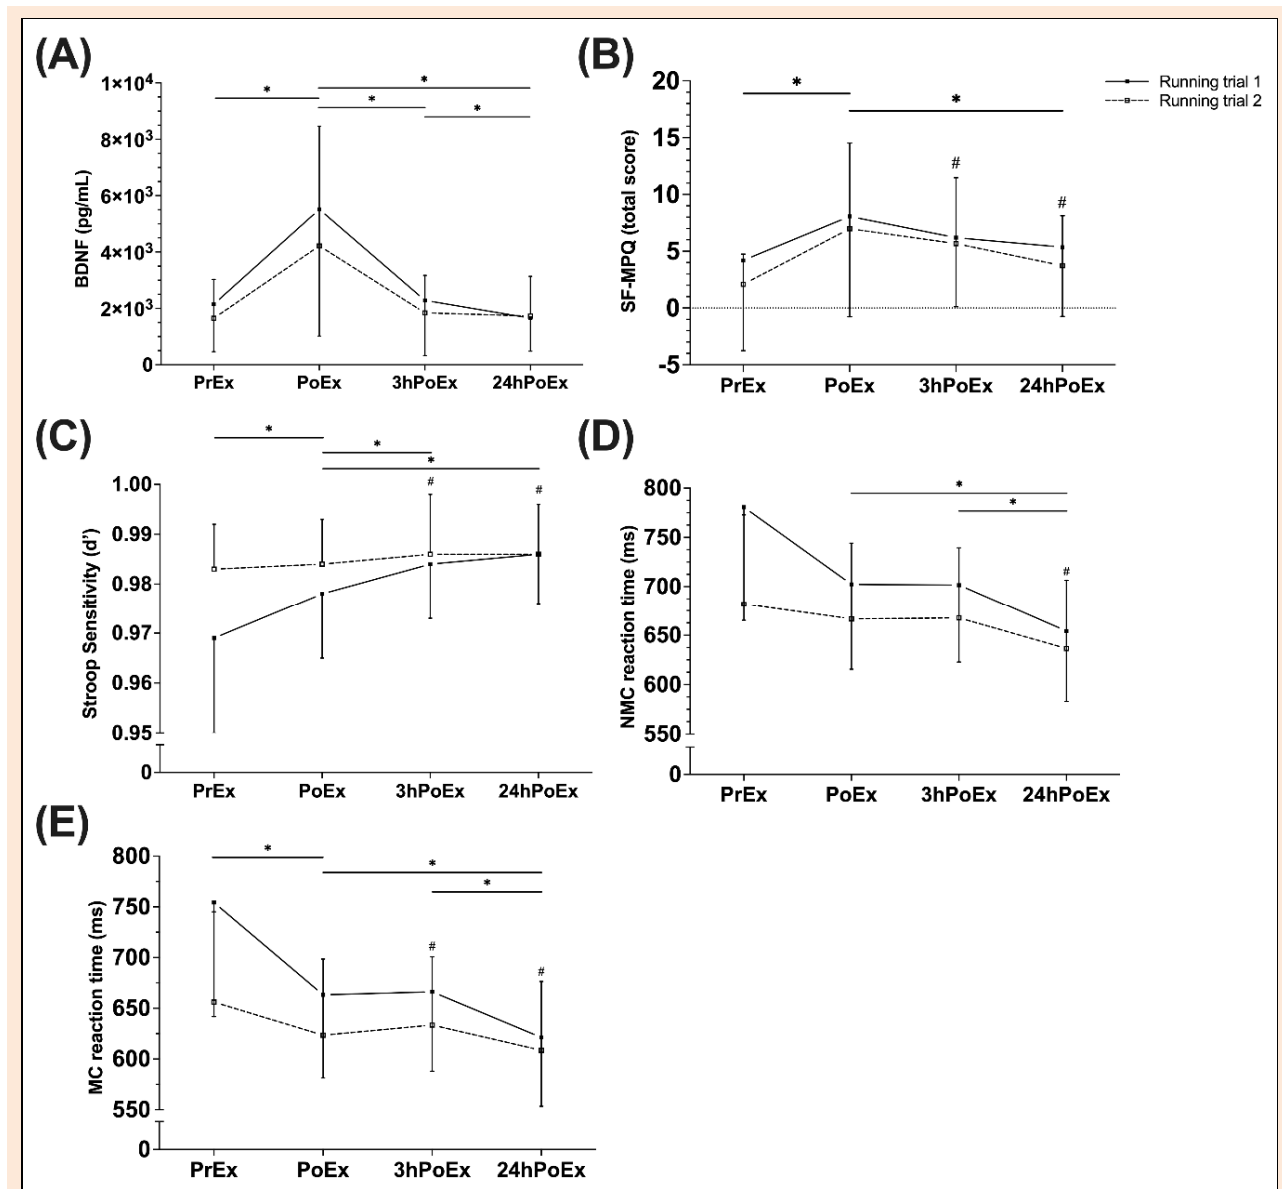 (A)
BDNF (pg/mL)
1×10⁴
8×10³
6×10³
4×10³
2×10³
0
* * * *
PrEx PoEx 3hPoEx 24hPoEx
(B)
SF-MPQ (total score)
20
15
10
5
0
-5
* *
# #
PrEx PoEx 3hPoEx 24hPoEx
Running trial 1
Running trial 2
(C)
Stroop Sensitivity (d’)
1.00
0.99
0.98
0.97
0.96
0.95
0
* * *
# #
PrEx PoEx 3hPoEx 24hPoEx
(D)
NMC reaction time (ms)
800
750
700
650
600
550
0
* *
#
PrEx PoEx 3hPoEx 24hPoEx
(E)
MC reaction time (ms)
800
750
700
650
600
550
0
* * *
# #
PrEx PoEx 3hPoEx 24hPoEx